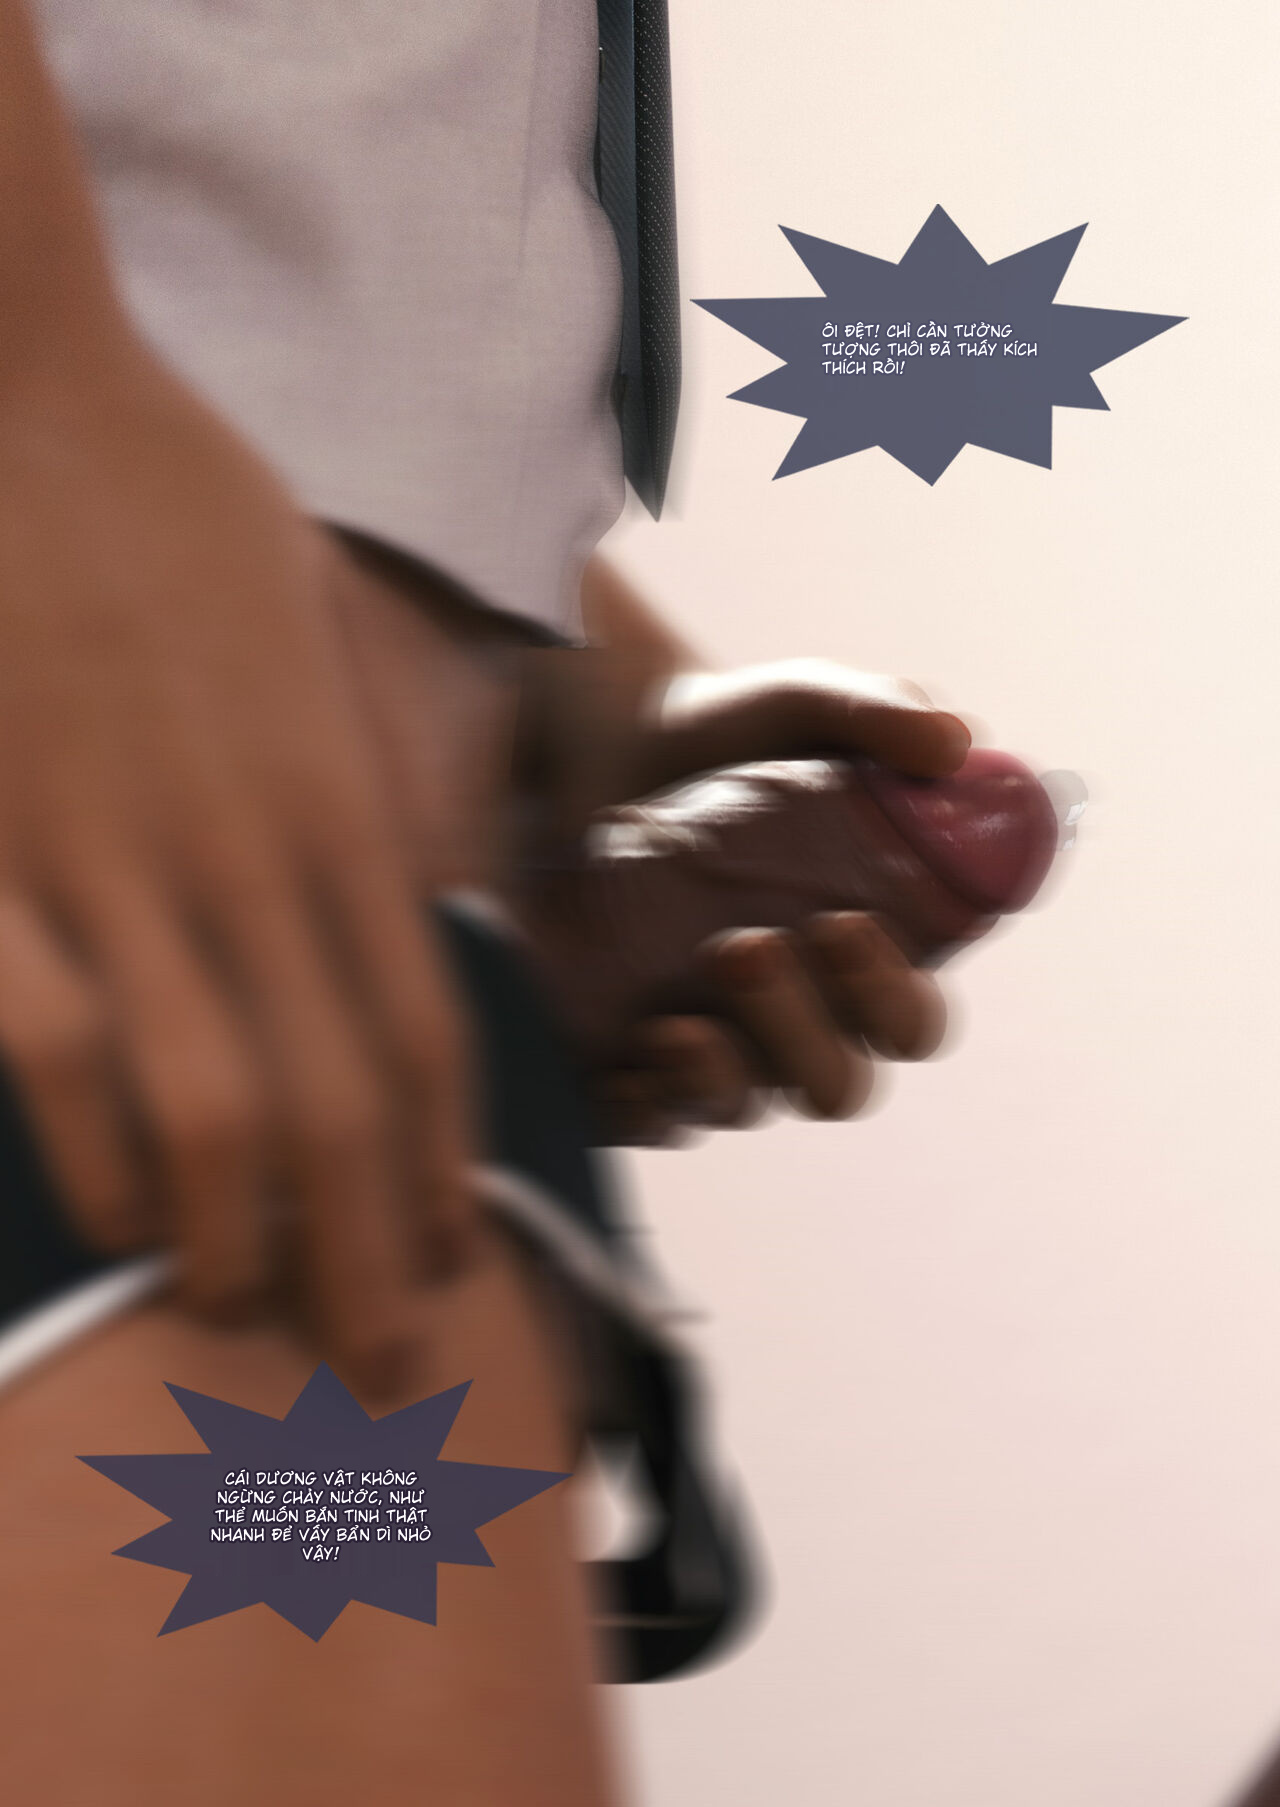 ÔI ĐỆT! CHỈ CẦN TƯỞNG
TƯỢNG THÔI ĐÃ THẤY KÍCH
THÍCH RỒI!
CÁI DƯƠNG VẬT KHÔNG
NGỪNG CHẢY NƯỚC, NHƯ
THỂ MUỐN BẮN TINH THẬT
NHANH ĐỂ VẤY BẨN DÌ NHỎ
VẬY!